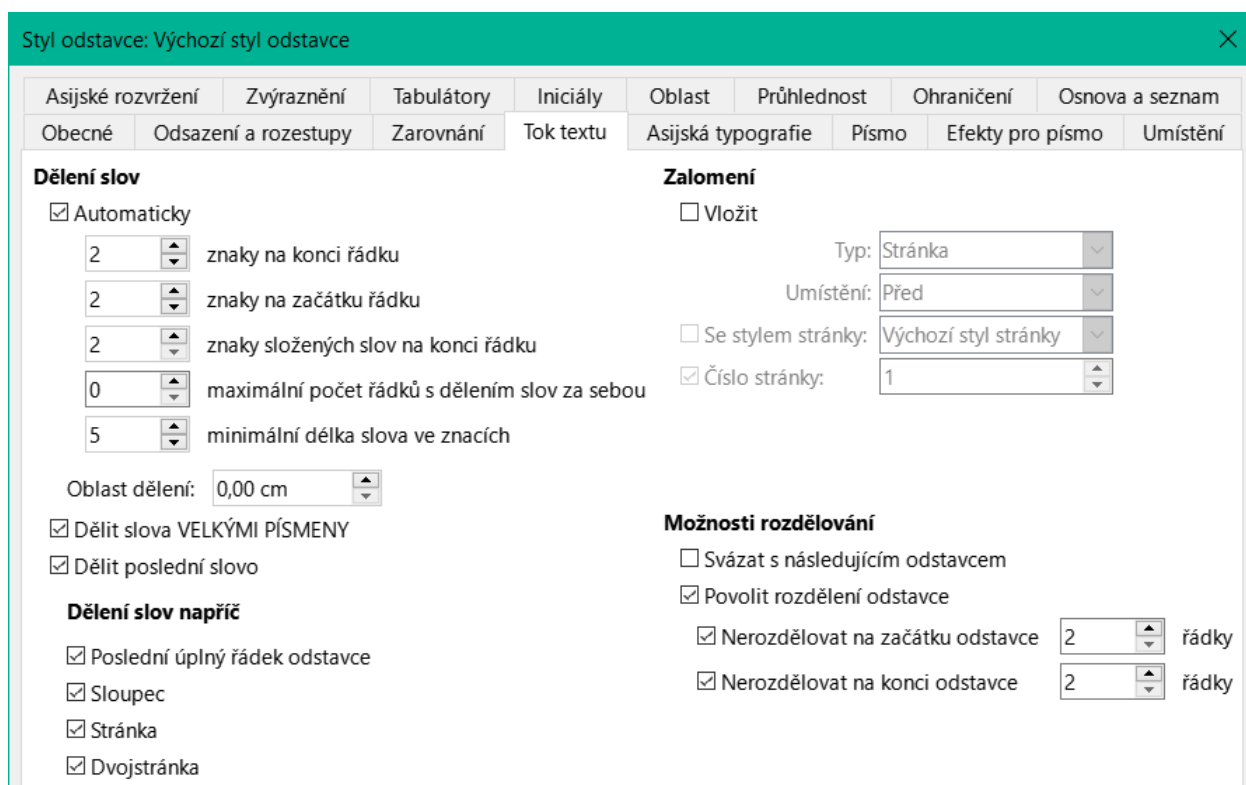 Styl odstavce: Výchozí styl odstavce
Asijské rozvržení Zvýraznění Tabulátory Iniciály Oblast Průhlednost Ohraničení Osnova a seznam
Obecné Odsazení a rozestupy Zarovnání Tok textu Asijská typografie Písmo Efekty pro písmo Umístění
Dělení slov
Automaticky
2 znaky na konci řádku
2 znaky na začátku řádku
2 znaky složených slov na konci řádku
0 maximální počet řádků s dělením slov za sebou
5 minimální délka slova ve znacích
Oblast dělení: 0,00 cm
Dělit slova VELKÝMI PÍSMENY
Dělit poslední slovo
Dělení slov napříč
Poslední úplný řádek odstavce
Sloupec
Stránka
Dvojstránka
Zalomení
Vložit
Typ: Stránka
Umístění: Před
Se stylem stránky: Výchozí styl stránky
Číslo stránky: 1
Možnosti rozdělování
Svázat s následujícím odstavcem
Povolit rozdělení odstavce
Nerozdělovat na začátku odstavce 2 řádky
Nerozdělovat na konci odstavce 2 řádky